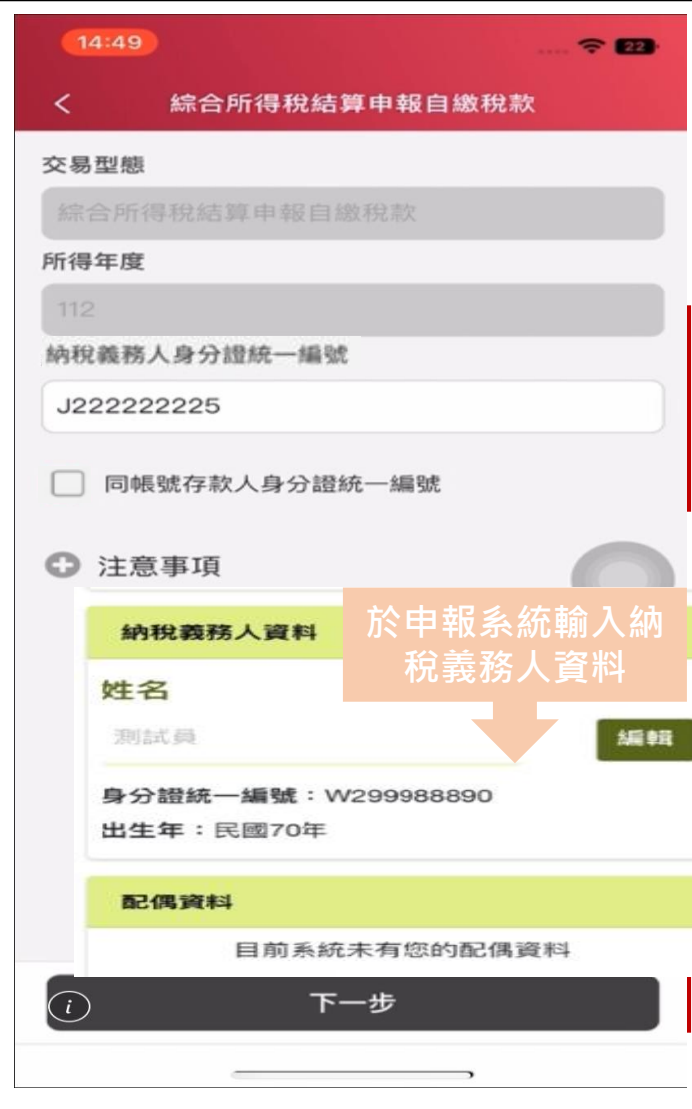 14:49
22
綜合所得稅結算申報自繳稅款
交易型態
綜合所得稅結算申報自繳稅款
所得年度
112
納稅義務人身分證統一編號
J222222225
同帳號存款人身分證統一編號
注意事項
於申報系統輸入納
稅義務人資料
納稅義務人資料
姓名
測試員
編輯
身分證統一編號：W299988890
出生年：民國70年
配偶資料
目前系統未有您的配偶資料
i
下一步